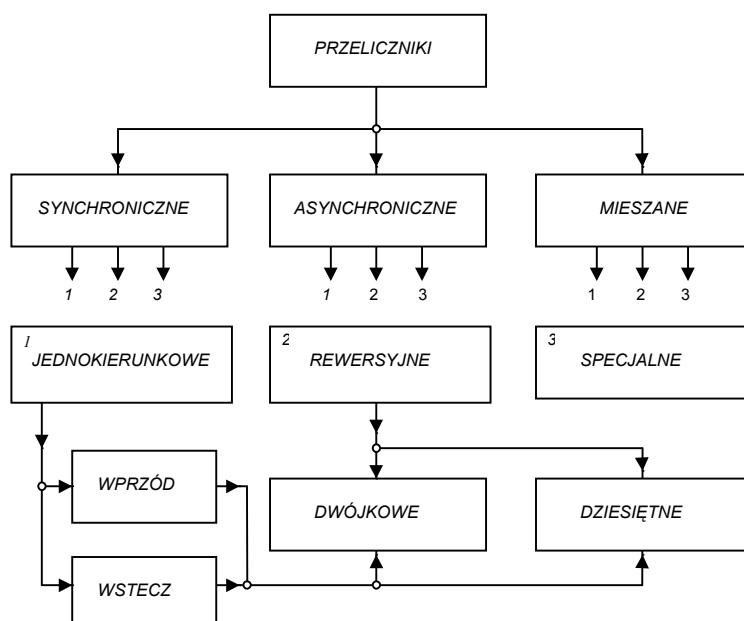 PRZELICZNIKI
SYNCHRONICZNE ASYNCHRONICZNE MIESZANE
1 2 3 1 2 3 1 2 3
1 JEDNOKIERUNKOWE 2 REWERSYJNE 3 SPECJALNE
WPRZÓD
DWÓJKOWE DZIESIĘTNE
WSTECZ